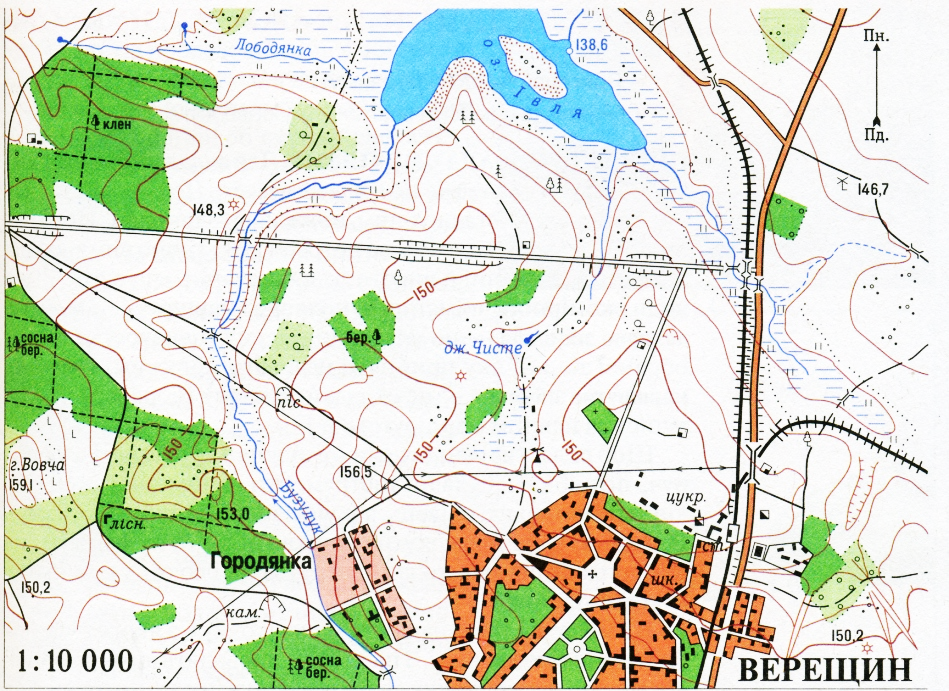 Пн.
138,6
Лободянка
оз. Івля
клен
Пд.
146,7
148,3
150
сосна
бер.
бер.
дж. Чисте
піс.
150
г. Вовча
159,1
156,5
150
150
Бузулук
цукр.
лісн.
153,0
ст.
Городянка
шк.
150,2
кам.
150,2
1:10 000
сосна
бер.
ВЕРЕЩИН